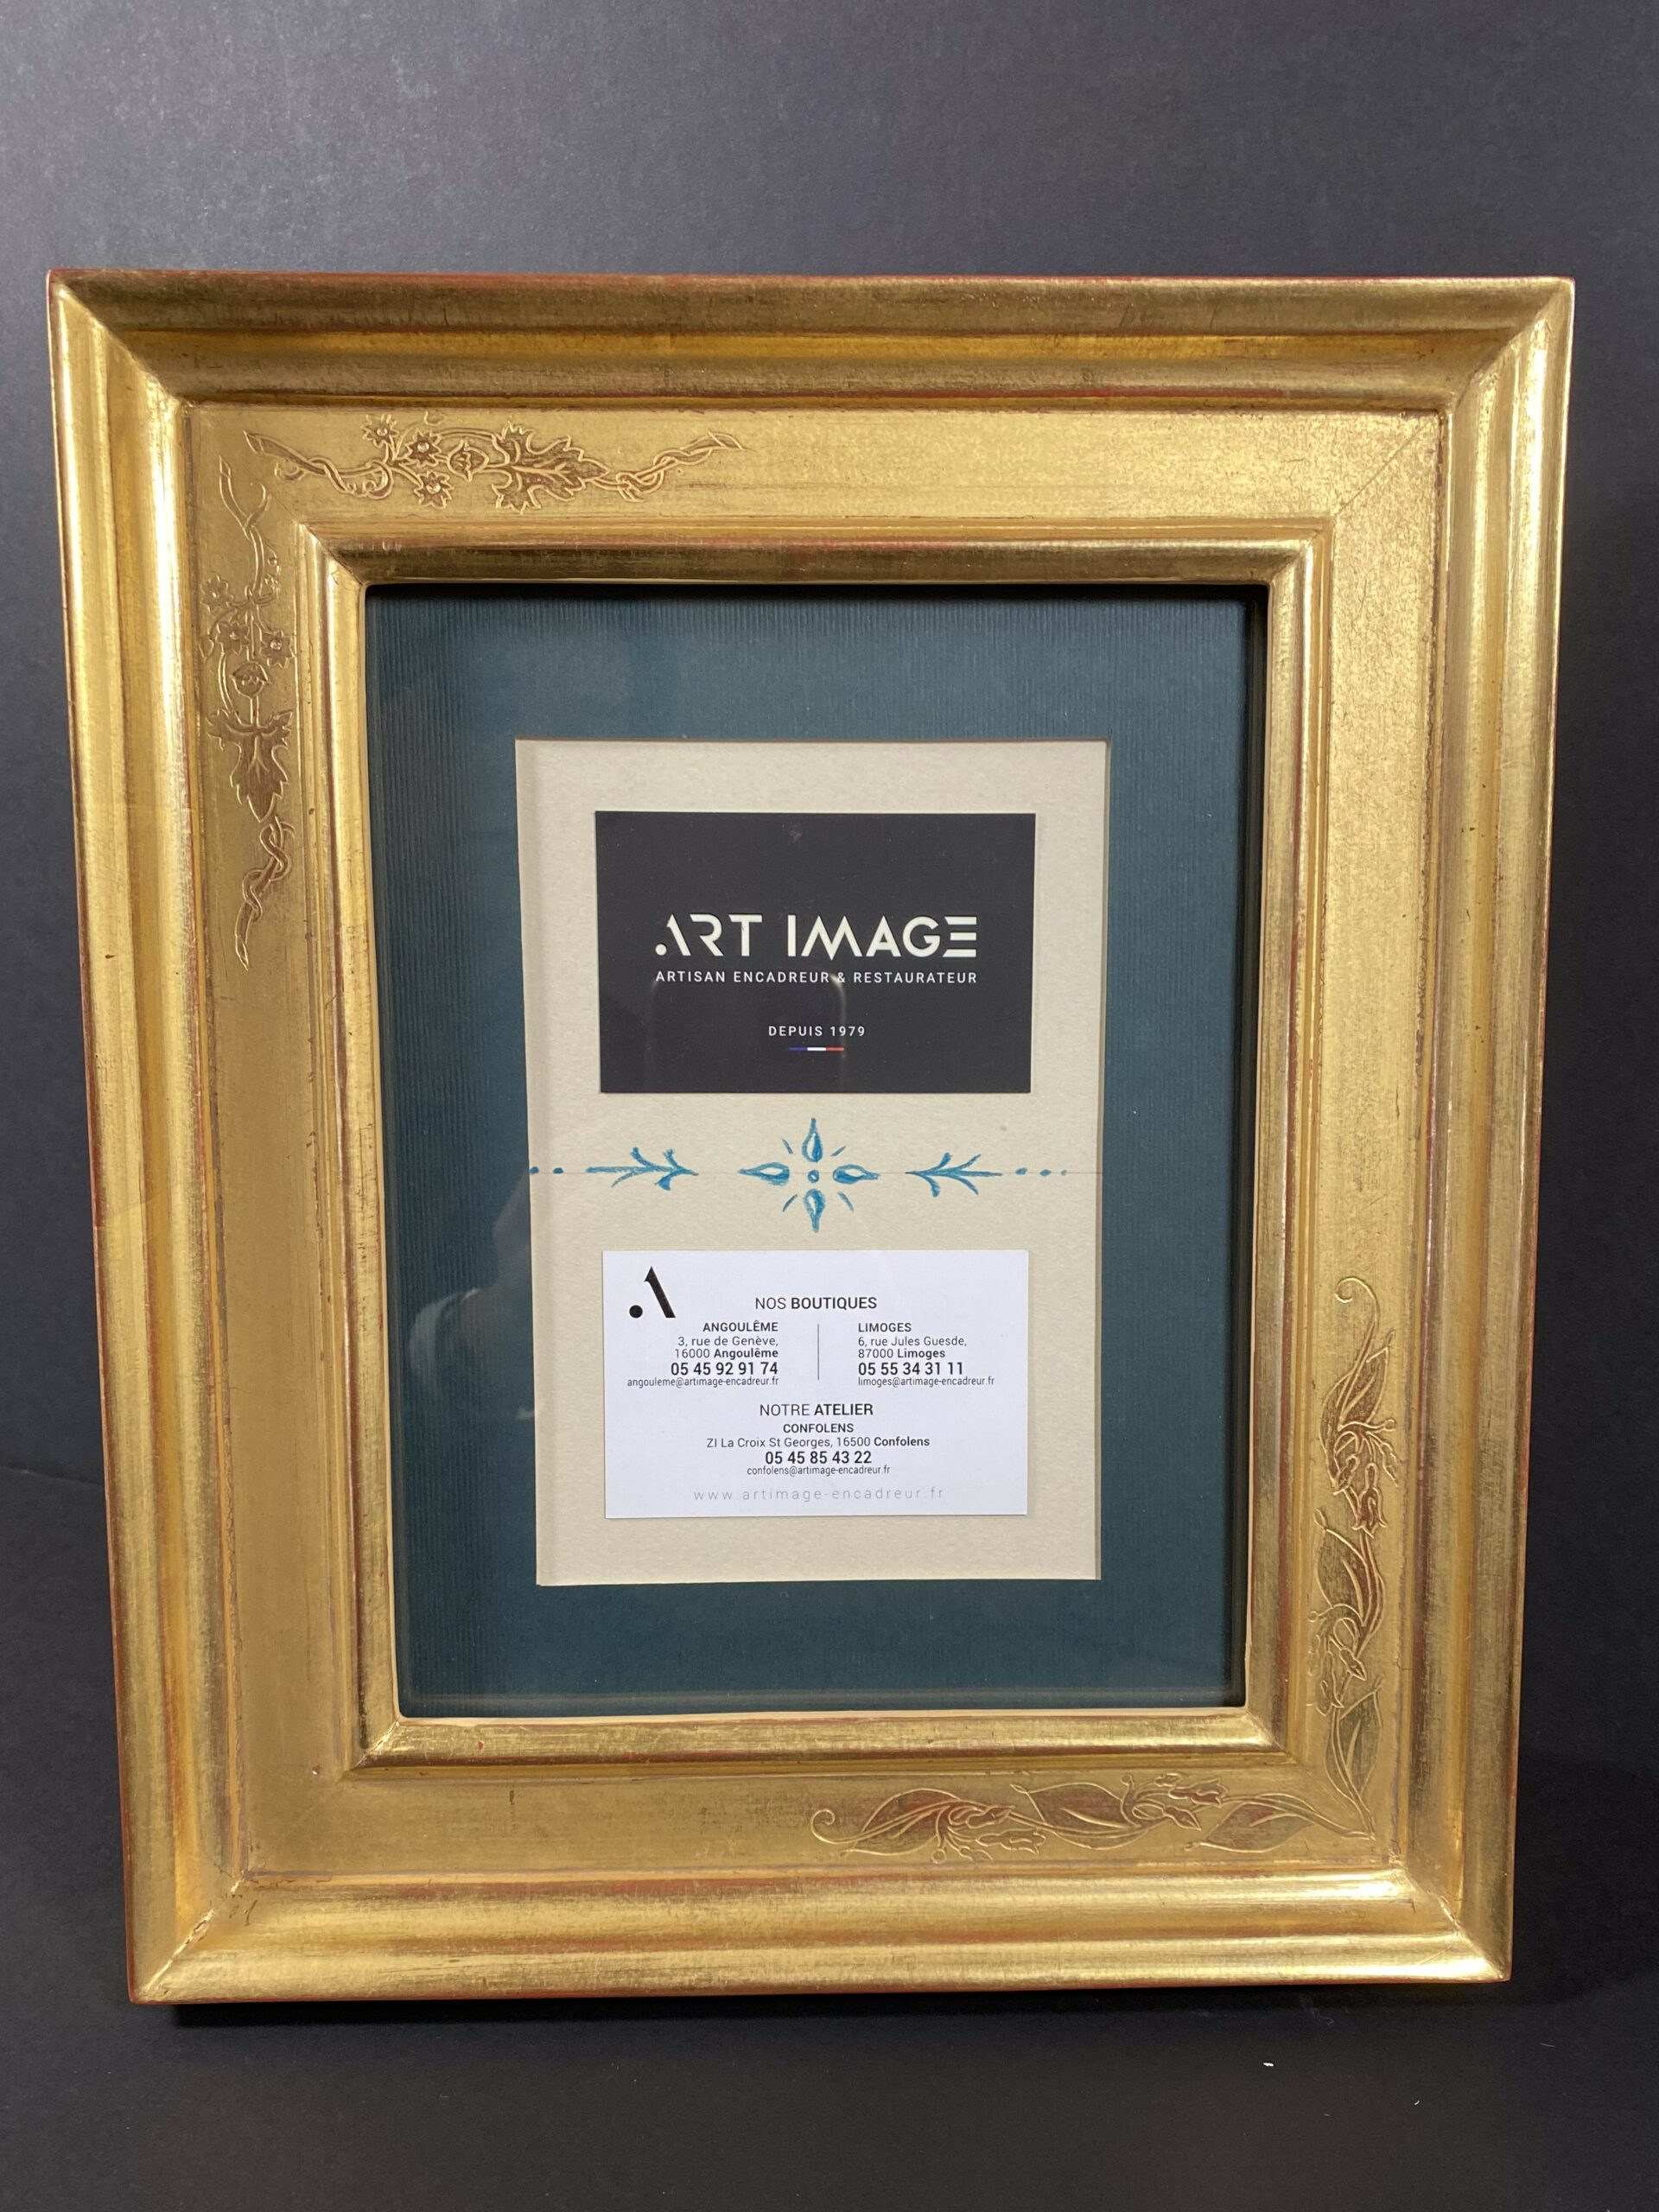 ART IMAGE
ARTISAN ENCADREUR & RESTAURATEUR
DEPUIS 1979
A
NOS BOUTIQUES
ANGOULÊME
3, rue de Genève,
16000 Angoulême
05 45 92 91 74
angouleme@artimage-encadreur.fr
LIMOGES
6, rue Jules Guesde,
87000 Limoges
05 55 34 31 11
limoges@artimage-encadreur.fr
NOTRE ATELIER
CONFOLENS
ZI La Croix St Georges, 16500 Confolens
05 45 85 43 22
confolens@artimage-encadreur.fr
www.artimage-encadreur.fr